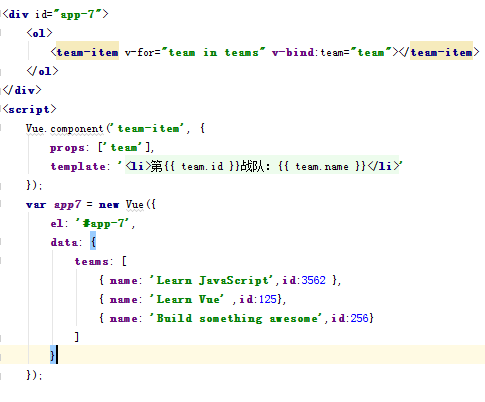 <div id="app-7">
<ol>
<team-item v-for="team in teams" v-bind:team="team"></team-item>
</ol>
</div>
<script>
Vue.component('team-item', {
props: ['team'],
template: '<li>第{{ team.id }}战队: {{ team.name }}</li>'
});
var app7 = new Vue({
el: '#app-7',
data: {
teams: [
{ name: 'Learn JavaScript',id:3562 },
{ name: 'Learn Vue' ,id:125},
{ name: 'Build something awesome',id:256}
]
}
});